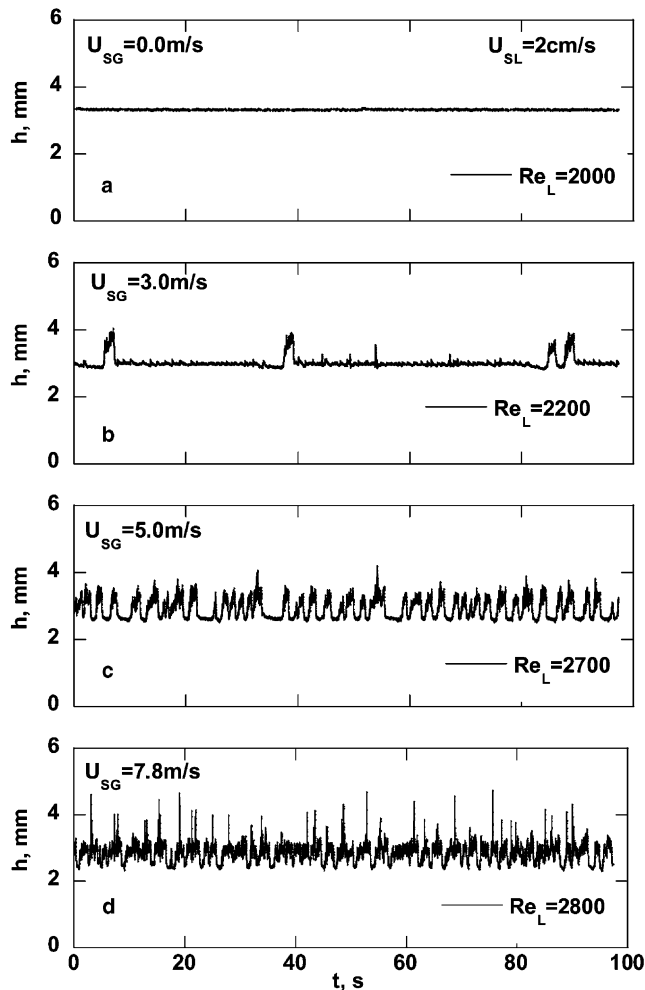 6
U_SG=0.0m/s U_SL=2cm/s
4
h, mm
2
Re_L=2000
a
0
6
U_SG=3.0m/s
4
h, mm
2
Re_L=2200
b
0
6
U_SG=5.0m/s
4
h, mm
2
Re_L=2700
c
0
6
U_SG=7.8m/s
4
h, mm
2
Re_L=2800
d
0
0 20 40 60 80 100
t, s